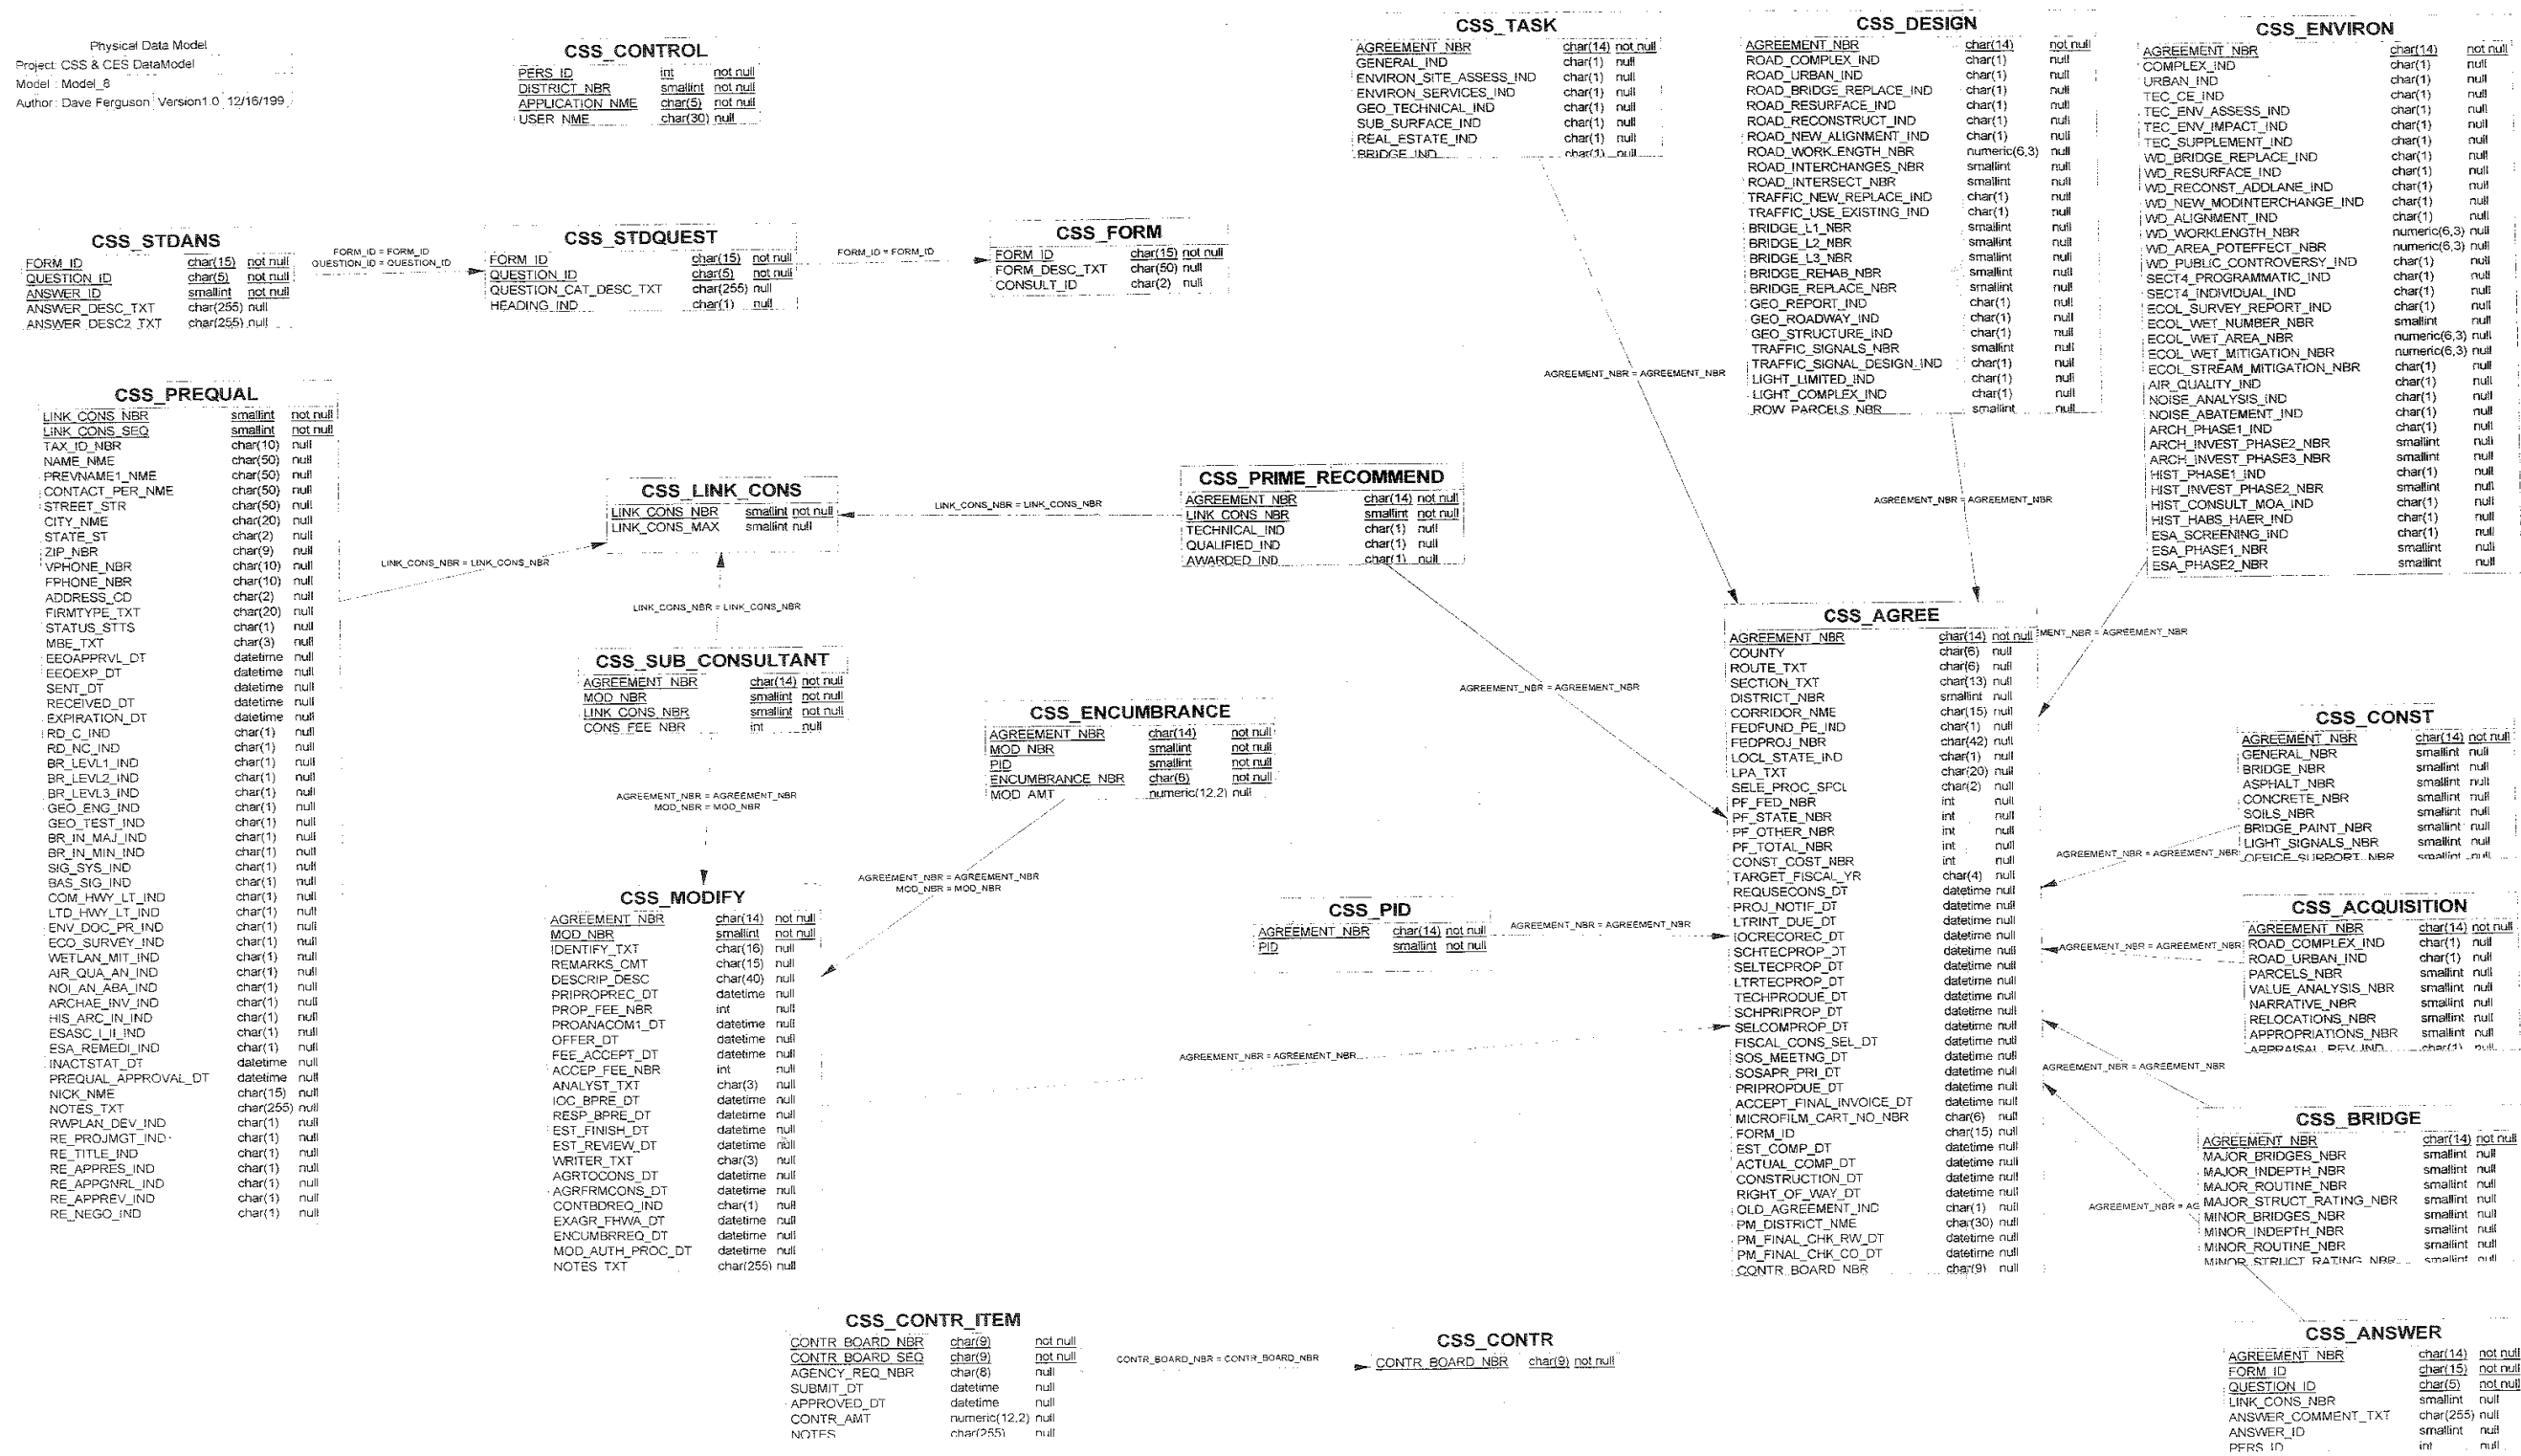 Physical Data Model
Project: CSS & CES DataModel
Model : Model_8
Author : Dave Ferguson Version1.0 12/16/199
CSS_CONTROL
PERS_ID int not null
DISTRICT_NBR smallint not null
APPLICATION_NME char(5) not null
USER_NME char(30) null
CSS_TASK
AGREEMENT_NBR char(14) not null
GENERAL_IND char(1) null
ENVIRON_SITE_ASSESS_IND char(1) null
ENVIRON_SERVICES_IND char(1) null
GEO_TECHNICAL_IND char(1) null
SUB_SURFACE_IND char(1) null
REAL_ESTATE_IND char(1) null
BRIDGE_IND char(1) null
CSS_DESIGN
AGREEMENT_NBR char(14) not null
ROAD_COMPLEX_IND char(1) null
ROAD_URBAN_IND char(1) null
ROAD_BRIDGE_REPLACE_IND char(1) null
ROAD_RESURFACE_IND char(1) null
ROAD_RECONSTRUCT_IND char(1) null
ROAD_NEW_ALIGNMENT_IND char(1) null
ROAD_WORKLENGTH_NBR numeric(6,3) null
ROAD_INTERCHANGES_NBR smallint null
ROAD_INTERSECT_NBR smallint null
TRAFFIC_NEW_REPLACE_IND char(1) null
TRAFFIC_USE_EXISTING_IND char(1) null
BRIDGE_L1_NBR smallint null
BRIDGE_L2_NBR smallint null
BRIDGE_L3_NBR smallint null
BRIDGE_REHAB_NBR smallint null
BRIDGE_REPLACE_NBR smallint null
GEO_REPORT_IND char(1) null
GEO_ROADWAY_IND char(1) null
GEO_STRUCTURE_IND char(1) null
TRAFFIC_SIGNALS_NBR smallint null
TRAFFIC_SIGNAL_DESIGN_IND char(1) null
LIGHT_LIMITED_IND char(1) null
LIGHT_COMPLEX_IND char(1) null
ROW_PARCELS_NBR smallint null
CSS_ENVIRON
AGREEMENT_NBR char(14) not null
COMPLEX_IND char(1) null
URBAN_IND char(1) null
TEC_CE_IND char(1) null
TEC_ENV_ASSESS_IND char(1) null
TEC_ENV_IMPACT_IND char(1) null
TEC_SUPPLEMENT_IND char(1) null
WD_BRIDGE_REPLACE_IND char(1) null
WD_RESURFACE_IND char(1) null
WD_RECONST_ADDLANE_IND char(1) null
WD_NEW_MODINTERCHANGE_IND char(1) null
WD_ALIGNMENT_IND char(1) null
WD_WORKLENGTH_NBR numeric(6,3) null
WD_AREA_POTEFFECT_NBR numeric(6,3) null
WD_PUBLIC_CONTROVERSY_IND char(1) null
SECT4_PROGRAMMATIC_IND char(1) null
SECT4_INDIVIDUAL_IND char(1) null
ECOL_SURVEY_REPORT_IND char(1) null
ECOL_WET_NUMBER_NBR smallint null
ECOL_WET_AREA_NBR numeric(6,3) null
ECOL_WET_MITIGATION_NBR numeric(6,3) null
ECOL_STREAM_MITIGATION_NBR char(1) null
AIR_QUALITY_IND char(1) null
NOISE_ANALYSIS_IND char(1) null
NOISE_ABATEMENT_IND char(1) null
ARCH_PHASE1_IND char(1) null
ARCH_INVEST_PHASE2_NBR smallint null
ARCH_INVEST_PHASE3_NBR smallint null
HIST_PHASE1_IND char(1) null
HIST_INVEST_PHASE2_NBR smallint null
HIST_CONSULT_MOA_IND char(1) null
HIST_HABS_HAER_IND char(1) null
ESA_SCREENING_IND char(1) null
ESA_PHASE1_NBR smallint null
ESA_PHASE2_NBR smallint null
CSS_STDANS
FORM_ID char(15) not null
QUESTION_ID char(5) not null
ANSWER_ID smallint not null
ANSWER_DESC_TXT char(255) null
ANSWER_DESC2_TXT char(255) null
FORM_ID = FORM_ID
QUESTION_ID = QUESTION_ID
CSS_STDQUEST
FORM_ID char(15) not null
QUESTION_ID char(5) not null
QUESTION_CAT_DESC_TXT char(255) null
HEADING_IND char(1) null
FORM_ID = FORM_ID
CSS_FORM
FORM_ID char(15) not null
FORM_DESC_TXT char(50) null
CONSULT_ID char(2) null
AGREEMENT_NBR = AGREEMENT_NBR
AGREEMENT_NBR = AGREEMENT_NBR
CSS_PREQUAL
LINK_CONS_NBR smallint not null
LINK_CONS_SEQ smallint not null
TAX_ID_NBR char(10) null
NAME_NME char(50) null
PREVNAME1_NME char(50) null
CONTACT_PER_NME char(50) null
STREET_STR char(50) null
CITY_NME char(20) null
STATE_ST char(2) null
ZIP_NBR char(9) null
VPHONE_NBR char(10) null
FPHONE_NBR char(10) null
ADDRESS_CD char(2) null
FIRMTYPE_TXT char(20) null
STATUS_STTS char(1) null
MBE_TXT char(3) null
EEOAPPRVL_DT datetime null
EEOEXP_DT datetime null
SENT_DT datetime null
RECEIVED_DT datetime null
EXPIRATION_DT datetime null
RD_C_IND char(1) null
RD_NC_IND char(1) null
BR_LEVL1_IND char(1) null
BR_LEVL2_IND char(1) null
BR_LEVL3_IND char(1) null
GEO_ENG_IND char(1) null
GEO_TEST_IND char(1) null
BR_IN_MAJ_IND char(1) null
BR_IN_MIN_IND char(1) null
SIG_SYS_IND char(1) null
BAS_SIG_IND char(1) null
COM_HWY_LT_IND char(1) null
LTD_HWY_LT_IND char(1) null
ENV_DOC_PR_IND char(1) null
ECO_SURVEY_IND char(1) null
WETLAN_MIT_IND char(1) null
AIR_QUA_AN_IND char(1) null
NOI_AN_ABA_IND char(1) null
ARCHAE_INV_IND char(1) null
HIS_ARC_IN_IND char(1) null
ESASC_I_II_IND char(1) null
ESA_REMEDI_IND char(1) null
INACTSTAT_DT datetime null
PREQUAL_APPROVAL_DT datetime null
NICK_NME char(15) null
NOTES_TXT char(255) null
RWPLAN_DEV_IND char(1) null
RE_PROJMGT_IND char(1) null
RE_TITLE_IND char(1) null
RE_APPRES_IND char(1) null
RE_APPGNRL_IND char(1) null
RE_APPREV_IND char(1) null
RE_NEGO_IND char(1) null
LINK_CONS_NBR = LINK_CONS_NBR
CSS_LINK_CONS
LINK_CONS_NBR smallint not null
LINK_CONS_MAX smallint null
LINK_CONS_NBR = LINK_CONS_NBR
CSS_PRIME_RECOMMEND
AGREEMENT_NBR char(14) not null
LINK_CONS_NBR smallint not null
TECHNICAL_IND char(1) null
QUALIFIED_IND char(1) null
AWARDED_IND char(1) null
LINK_CONS_NBR = LINK_CONS_NBR
CSS_SUB_CONSULTANT
AGREEMENT_NBR char(14) not null
MOD_NBR smallint not null
LINK_CONS_NBR smallint not null
CONS_FEE_NBR int null
AGREEMENT_NBR = AGREEMENT_NBR
MOD_NBR = MOD_NBR
CSS_ENCUMBRANCE
AGREEMENT_NBR char(14) not null
MOD_NBR smallint not null
PID smallint not null
ENCUMBRANCE_NBR char(6) not null
MOD_AMT numeric(12,2) null
AGREEMENT_NBR = AGREEMENT_NBR
MOD_NBR = MOD_NBR
AGREEMENT_NBR = AGREEMENT_NBR
CSS_MODIFY
AGREEMENT_NBR char(14) not null
MOD_NBR smallint not null
IDENTIFY_TXT char(16) null
REMARKS_CMT char(15) null
DESCRIP_DESC char(40) null
PRIPROPREC_DT datetime null
PROP_FEE_NBR int null
PROANACOM1_DT datetime null
OFFER_DT datetime null
FEE_ACCEPT_DT datetime null
ACCEP_FEE_NBR int null
ANALYST_TXT char(3) null
IOC_BPRE_DT datetime null
RESP_BPRE_DT datetime null
EST_FINISH_DT datetime null
EST_REVIEW_DT datetime null
WRITER_TXT char(3) null
AGRTOCONS_DT datetime null
AGRFRMCONS_DT datetime null
CONTBDREQ_IND char(1) null
EXAGR_FHWA_DT datetime null
ENCUMBRREQ_DT datetime null
MOD_AUTH_PROC_DT datetime null
NOTES_TXT char(255) null
CSS_PID
AGREEMENT_NBR char(14) not null
PID smallint not null
AGREEMENT_NBR = AGREEMENT_NBR
AGREEMENT_NBR = AGREEMENT_NBR
CSS_AGREE
AGREEMENT_NBR char(14) not null
COUNTY char(6) null
ROUTE_TXT char(6) null
SECTION_TXT char(13) null
DISTRICT_NBR smallint null
CORRIDOR_NME char(15) null
FEDFUND_PE_IND char(1) null
FEDPROJ_NBR char(42) null
LOCL_STATE_IND char(1) null
LPA_TXT char(20) null
SELE_PROC_SPCL char(2) null
PF_FED_NBR int null
PF_STATE_NBR int null
PF_OTHER_NBR int null
PF_TOTAL_NBR int null
CONST_COST_NBR int null
TARGET_FISCAL_YR char(4) null
REQUSECONS_DT datetime null
PROJ_NOTIF_DT datetime null
LTRINT_DUE_DT datetime null
IOCRECOREC_DT datetime null
SCHTECPROP_DT datetime null
SELTECPROP_DT datetime null
LTRTECPROP_DT datetime null
TECHPRODUE_DT datetime null
SCHPRIPROP_DT datetime null
SELCOMPROP_DT datetime null
FISCAL_CONS_SEL_DT datetime null
SOS_MEETNG_DT datetime null
SOSAPR_PRI_DT datetime null
PRIPROPDUE_DT datetime null
ACCEPT_FINAL_INVOICE_DT datetime null
MICROFILM_CART_NO_NBR char(6) null
FORM_ID char(15) null
EST_COMP_DT datetime null
ACTUAL_COMP_DT datetime null
CONSTRUCTION_DT datetime null
RIGHT_OF_WAY_DT datetime null
OLD_AGREEMENT_IND char(1) null
PM_DISTRICT_NME char(30) null
PM_FINAL_CHK_RW_DT datetime null
PM_FINAL_CHK_CO_DT datetime null
CONTR_BOARD_NBR char(9) null
MENT_NBR = AGREEMENT_NBR
CSS_CONST
AGREEMENT_NBR char(14) not null
GENERAL_NBR smallint null
BRIDGE_NBR smallint null
ASPHALT_NBR smallint null
CONCRETE_NBR smallint null
SOILS_NBR smallint null
BRIDGE_PAINT_NBR smallint null
LIGHT_SIGNALS_NBR smallint null
OFFICE_SUPPORT_NBR smallint null
AGREEMENT_NBR = AGREEMENT_NBR
CSS_ACQUISITION
AGREEMENT_NBR char(14) not null
ROAD_COMPLEX_IND char(1) null
ROAD_URBAN_IND char(1) null
PARCELS_NBR smallint null
VALUE_ANALYSIS_NBR smallint null
NARRATIVE_NBR smallint null
RELOCATIONS_NBR smallint null
APPROPRIATIONS_NBR smallint null
APPRAISAL_REV_IND char(1) null
AGREEMENT_NBR = AGREEMENT_NBR
AGREEMENT_NBR = AGREEMENT_NBR
CSS_BRIDGE
AGREEMENT_NBR char(14) not null
MAJOR_BRIDGES_NBR smallint null
MAJOR_INDEPTH_NBR smallint null
MAJOR_ROUTINE_NBR smallint null
MAJOR_STRUCT_RATING_NBR smallint null
MINOR_BRIDGES_NBR smallint null
MINOR_INDEPTH_NBR smallint null
MINOR_ROUTINE_NBR smallint null
MINOR_STRUCT_RATING_NBR smallint null
AGREEMENT_NBR = AG
CSS_CONTR_ITEM
CONTR_BOARD_NBR char(9) not null
CONTR_BOARD_SEQ char(9) not null
AGENCY_REQ_NBR char(8) null
SUBMIT_DT datetime null
APPROVED_DT datetime null
CONTR_AMT numeric(12,2) null
NOTES char(255) null
CONTR_BOARD_NBR = CONTR_BOARD_NBR
CSS_CONTR
CONTR_BOARD_NBR char(9) not null
CSS_ANSWER
AGREEMENT_NBR char(14) not null
FORM_ID char(15) not null
QUESTION_ID char(5) not null
LINK_CONS_NBR smallint null
ANSWER_COMMENT_TXT char(255) null
ANSWER_ID smallint null
PERS_ID int null